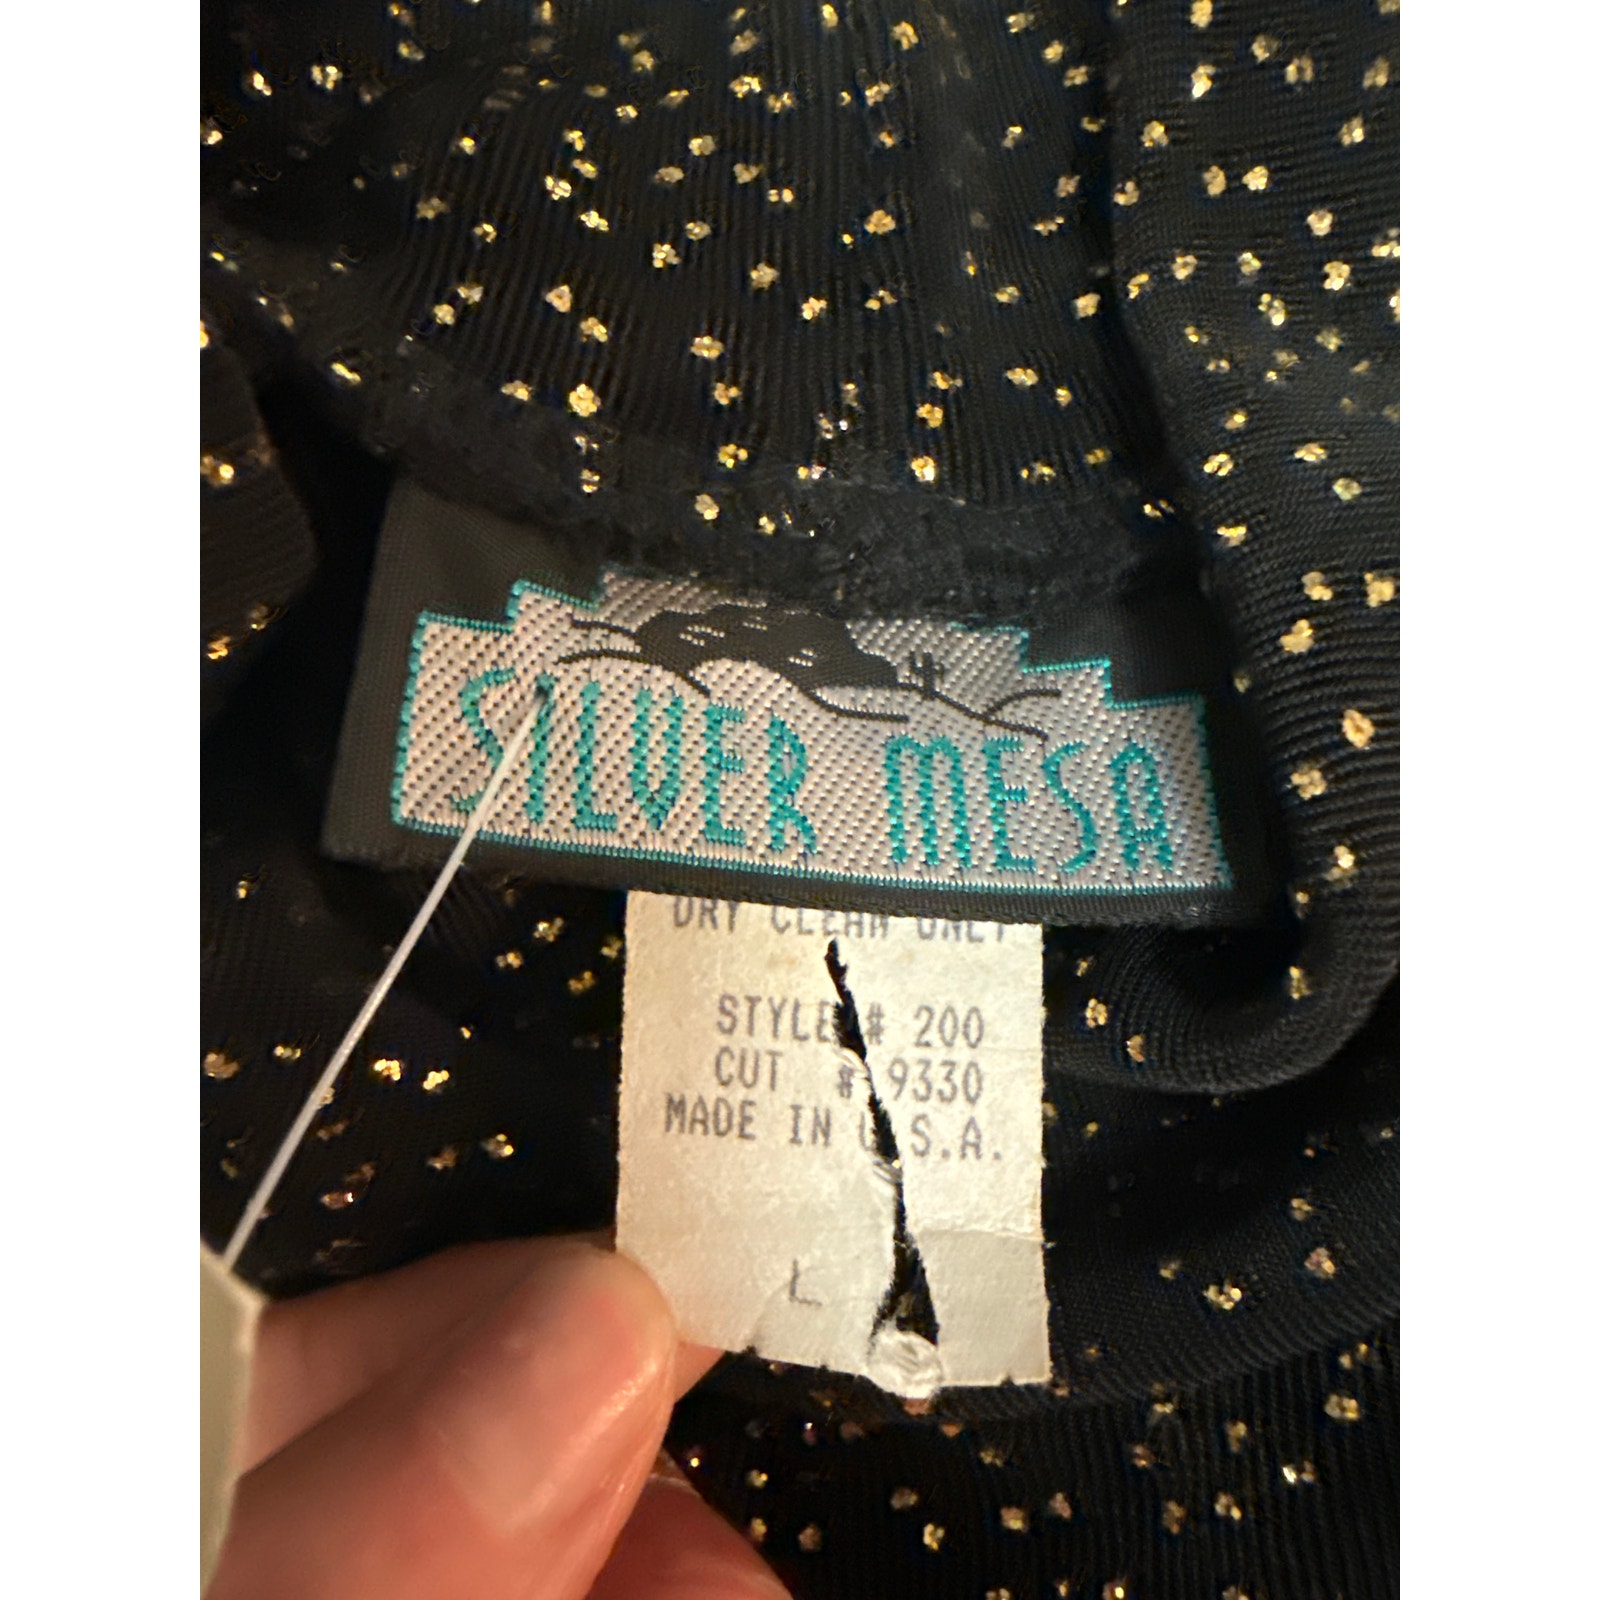 SILVER MESA
DRY CLEAN ONLY
STYLE # 200
CUT # 9330
MADE IN U.S.A.
L